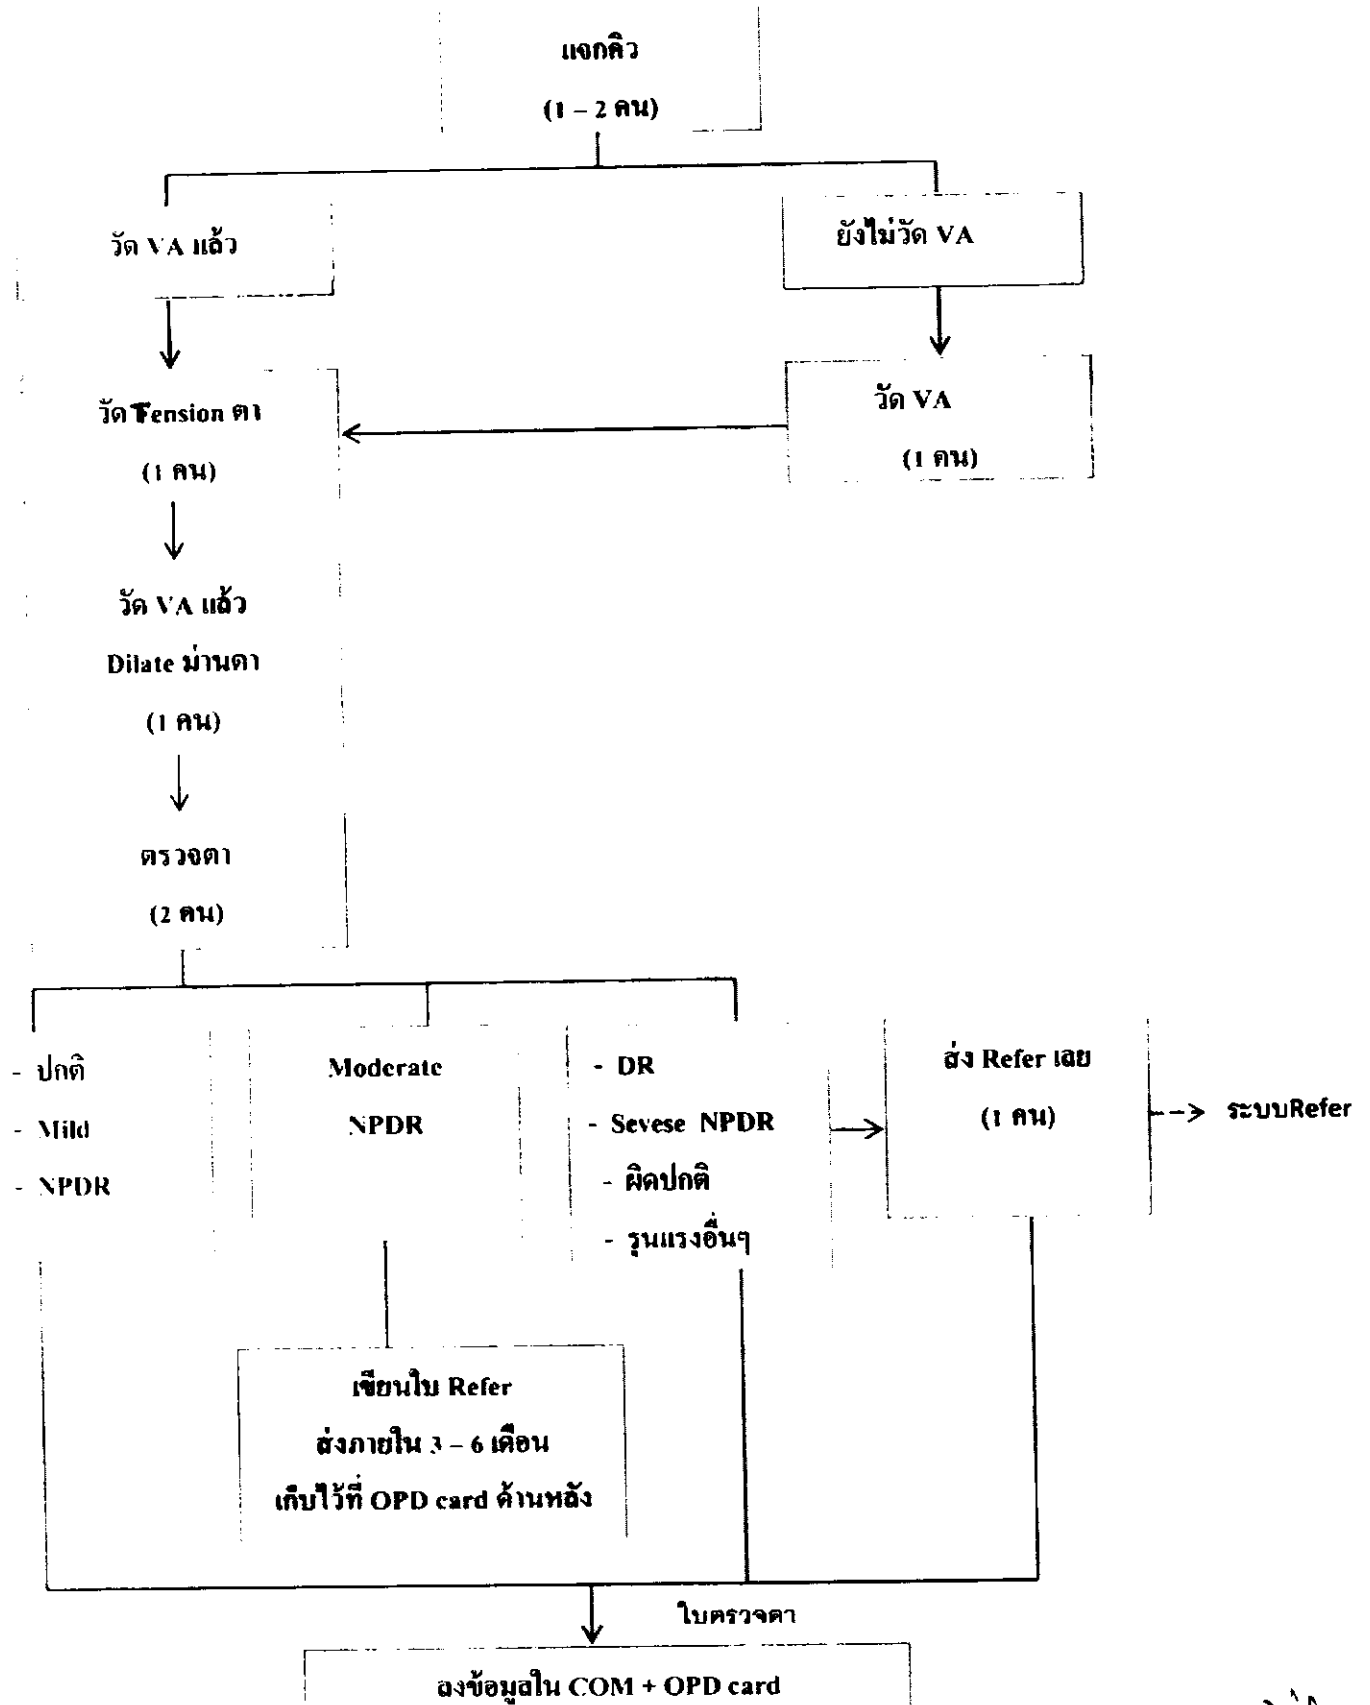 แจกคิว
(1 – 2 คน)
วัด VA แล้ว
ยังไม่วัด VA
วัด Tension ตา
(1 คน)
วัด VA
(1 คน)
วัด VA แล้ว
Dilate ม่านตา
(1 คน)
ตรวจตา
(2 คน)
- ปกติ
- Mild
- NPDR
Moderate
NPDR
- DR
- Sevese NPDR
- ผิดปกติ
- รุนแรงอื่นๆ
ส่ง Refer เลย
(1 คน)
ระบบRefer
เขียนใบ Refer
ส่งภายใน 3 – 6 เดือน
เก็บไว้ที่ OPD card ด้านหลัง
ใบตรวจตา
ลงข้อมูลใน COM + OPD card